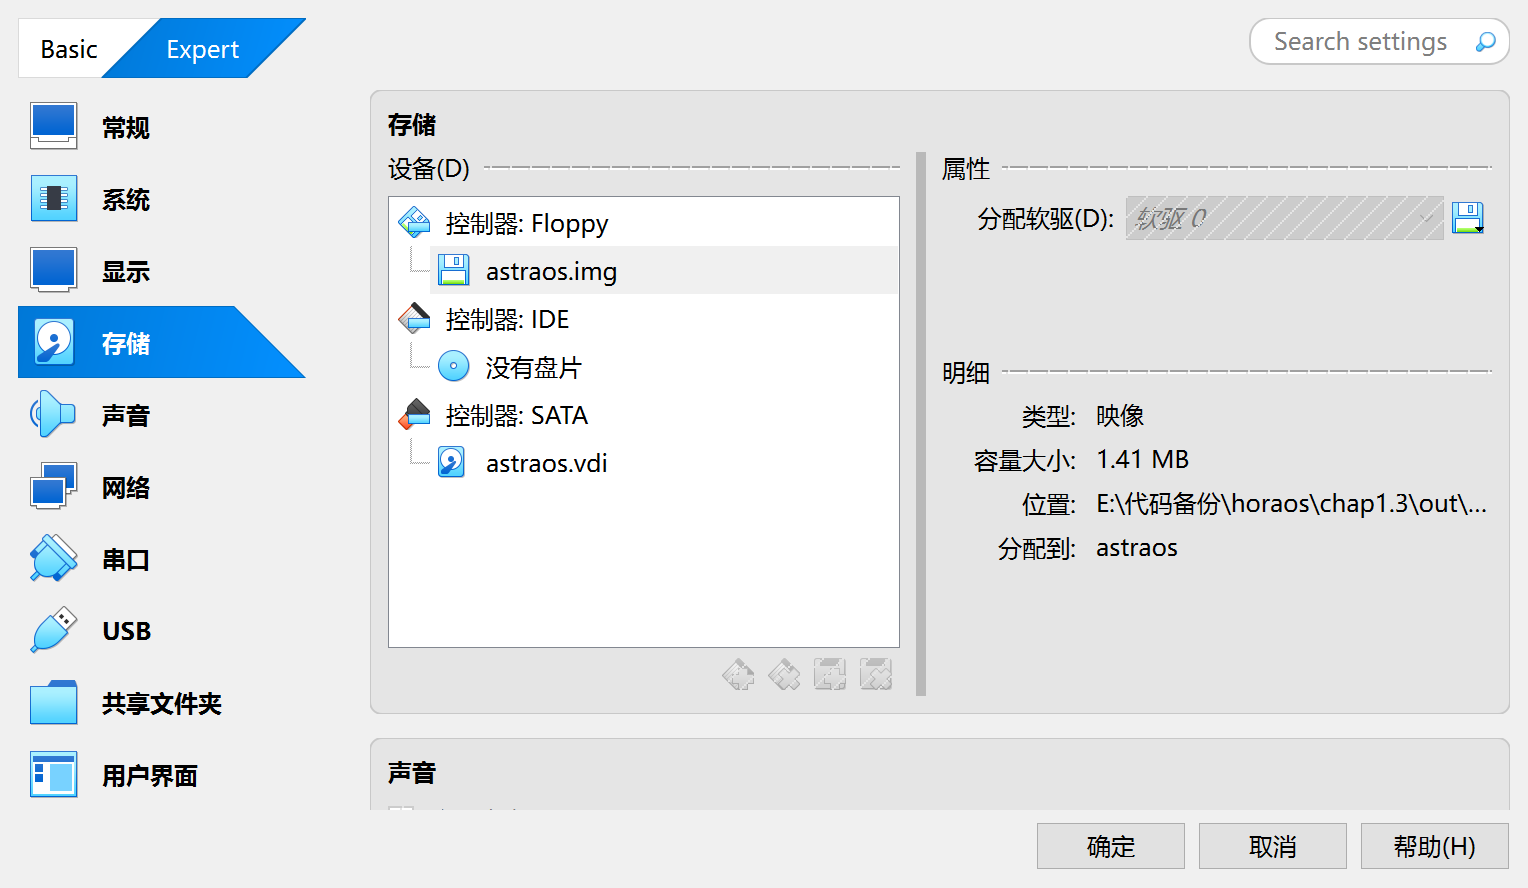 Basic
Expert
Search settings
常规
系统
显示
存储
声音
网络
串口
USB
共享文件夹
用户界面
存储
设备(D)
控制器: Floppy
astraos.img
控制器: IDE
没有盘片
控制器: SATA
astraos.vdi
属性
分配软驱(D):
软驱 0
明细
类型: 映像
容量大小: 1.41 MB
位置: E:\代码备份\horaos\chap1.3\out\...
分配到: astraos
声音
确定
取消
帮助(H)